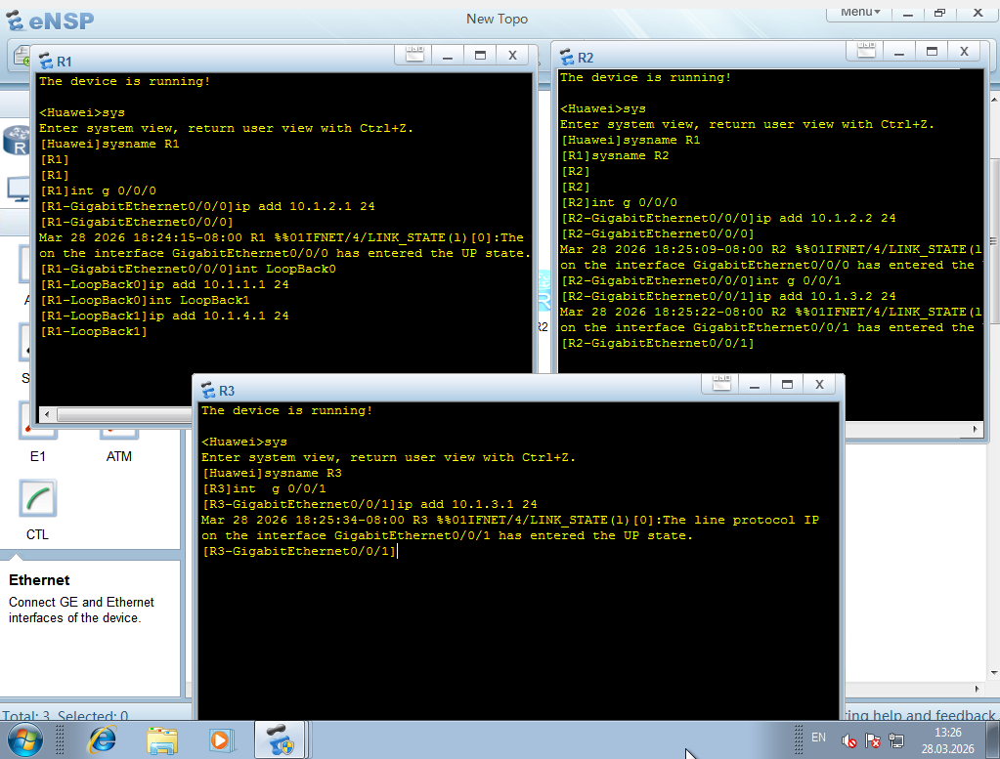 eNSP
New Topo
Menu
R1
The device is running!
<Huawei>sys
Enter system view, return user view with Ctrl+Z.
[Huawei]sysname R1
[R1]
[R1]
[R1]int g 0/0/0
[R1-GigabitEthernet0/0/0]ip add 10.1.2.1 24
[R1-GigabitEthernet0/0/0]
Mar 28 2026 18:24:15-08:00 R1 %%01IFNET/4/LINK_STATE(l)[0]:The
on the interface GigabitEthernet0/0/0 has entered the UP state.
[R1-GigabitEthernet0/0/0]int LoopBack0
[R1-LoopBack0]ip add 10.1.1.1 24
[R1-LoopBack0]int LoopBack1
[R1-LoopBack1]ip add 10.1.4.1 24
[R1-LoopBack1]
R2
The device is running!
<Huawei>sys
Enter system view, return user view with Ctrl+Z.
[Huawei]sysname R1
[R1]sysname R2
[R2]
[R2]
[R2]int g 0/0/0
[R2-GigabitEthernet0/0/0]ip add 10.1.2.2 24
[R2-GigabitEthernet0/0/0]
Mar 28 2026 18:25:09-08:00 R2 %%01IFNET/4/LINK_STATE(l
on the interface GigabitEthernet0/0/0 has entered the
[R2-GigabitEthernet0/0/0]int g 0/0/1
[R2-GigabitEthernet0/0/1]ip add 10.1.3.2 24
Mar 28 2026 18:25:22-08:00 R2 %%01IFNET/4/LINK_STATE(l
on the interface GigabitEthernet0/0/1 has entered the
[R2-GigabitEthernet0/0/1]
R3
The device is running!
<Huawei>sys
Enter system view, return user view with Ctrl+Z.
[Huawei]sysname R3
[R3]int  g 0/0/1
[R3-GigabitEthernet0/0/1]ip add 10.1.3.1 24
Mar 28 2026 18:25:34-08:00 R3 %%01IFNET/4/LINK_STATE(l)[0]:The line protocol IP
on the interface GigabitEthernet0/0/1 has entered the UP state.
[R3-GigabitEthernet0/0/1]
R
R2
E1
ATM
CTL
Ethernet
Connect GE and Ethernet
interfaces of the device.
Total: 3 Selected: 0
help and feedback
EN
13:26
28.03.2026